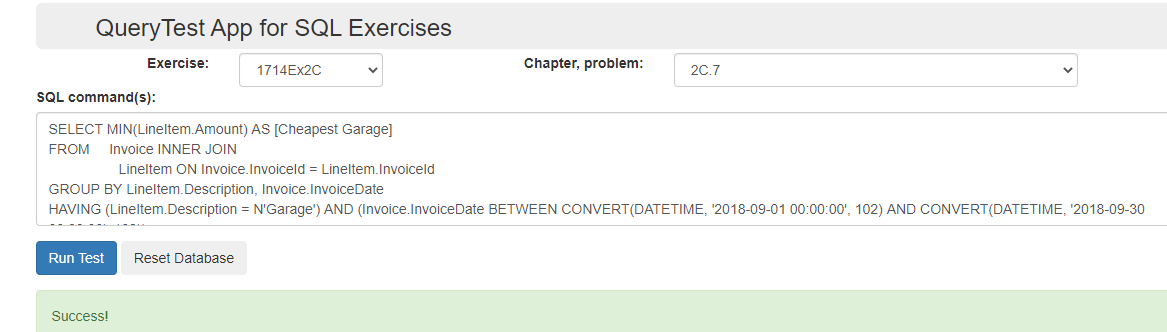 QueryTest App for SQL Exercises
Exercise: 1714Ex2C Chapter, problem: 2C.7
SQL command(s):
SELECT MIN(LineItem.Amount) AS [Cheapest Garage]
FROM Invoice INNER JOIN
LineItem ON Invoice.InvoiceId = LineItem.InvoiceId
GROUP BY LineItem.Description, Invoice.InvoiceDate
HAVING (LineItem.Description = N'Garage') AND (Invoice.InvoiceDate BETWEEN CONVERT(DATETIME, '2018-09-01 00:00:00', 102) AND CONVERT(DATETIME, '2018-09-30
Run Test Reset Database
Success!